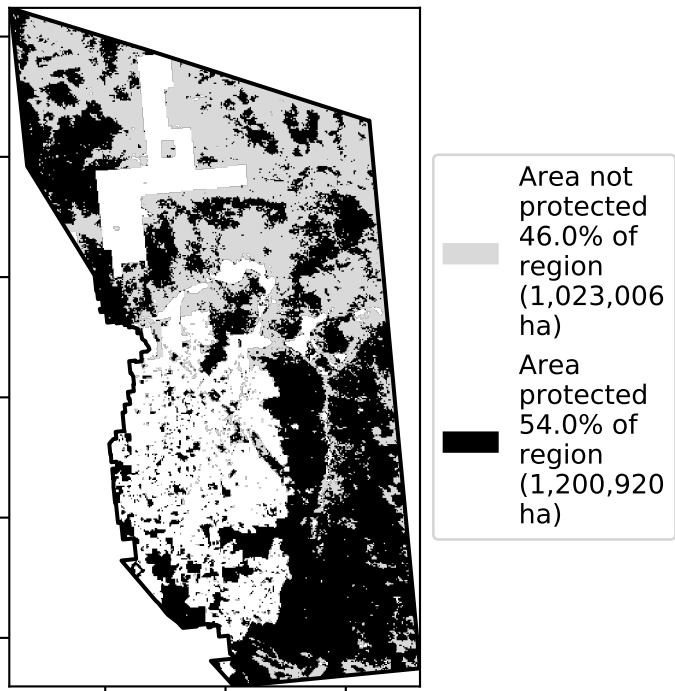 Area not
protected
46.0% of
region
(1,023,006
ha)
Area
protected
54.0% of
region
(1,200,920
ha)